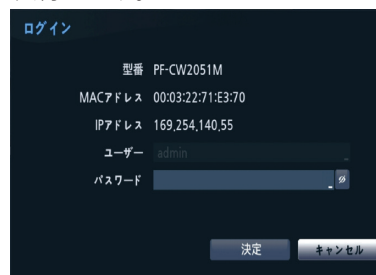 ログイン
型番 PF-CW2051M
MACアドレス 00:03:22:71:E3:70
IPアドレス 169,254,140,55
ユーザー admin
パスワード
決定 キャンセル